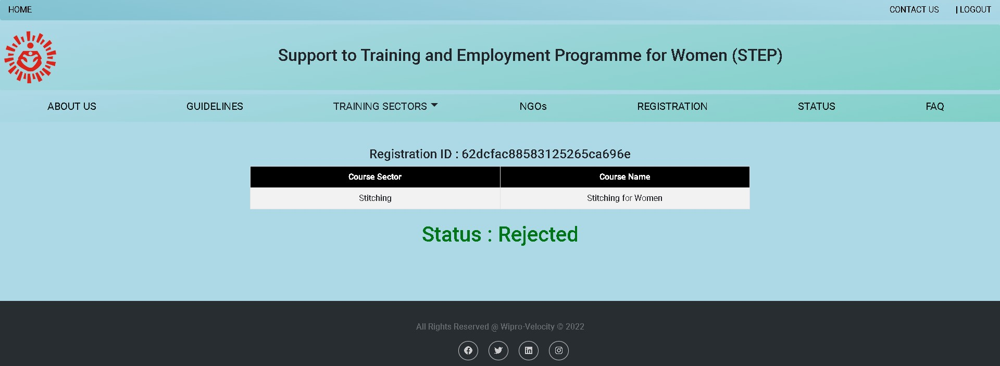 HOME CONTACT US | LOGOUT
Support to Training and Employment Programme for Women (STEP)
ABOUT US GUIDELINES TRAINING SECTORS NGOs REGISTRATION STATUS FAQ
Registration ID : 62dcfac88583125265ca696e
Course Sector Course Name
Stitching Stitching for Women
Status : Rejected
All Rights Reserved @ Wipro-Velocity © 2022